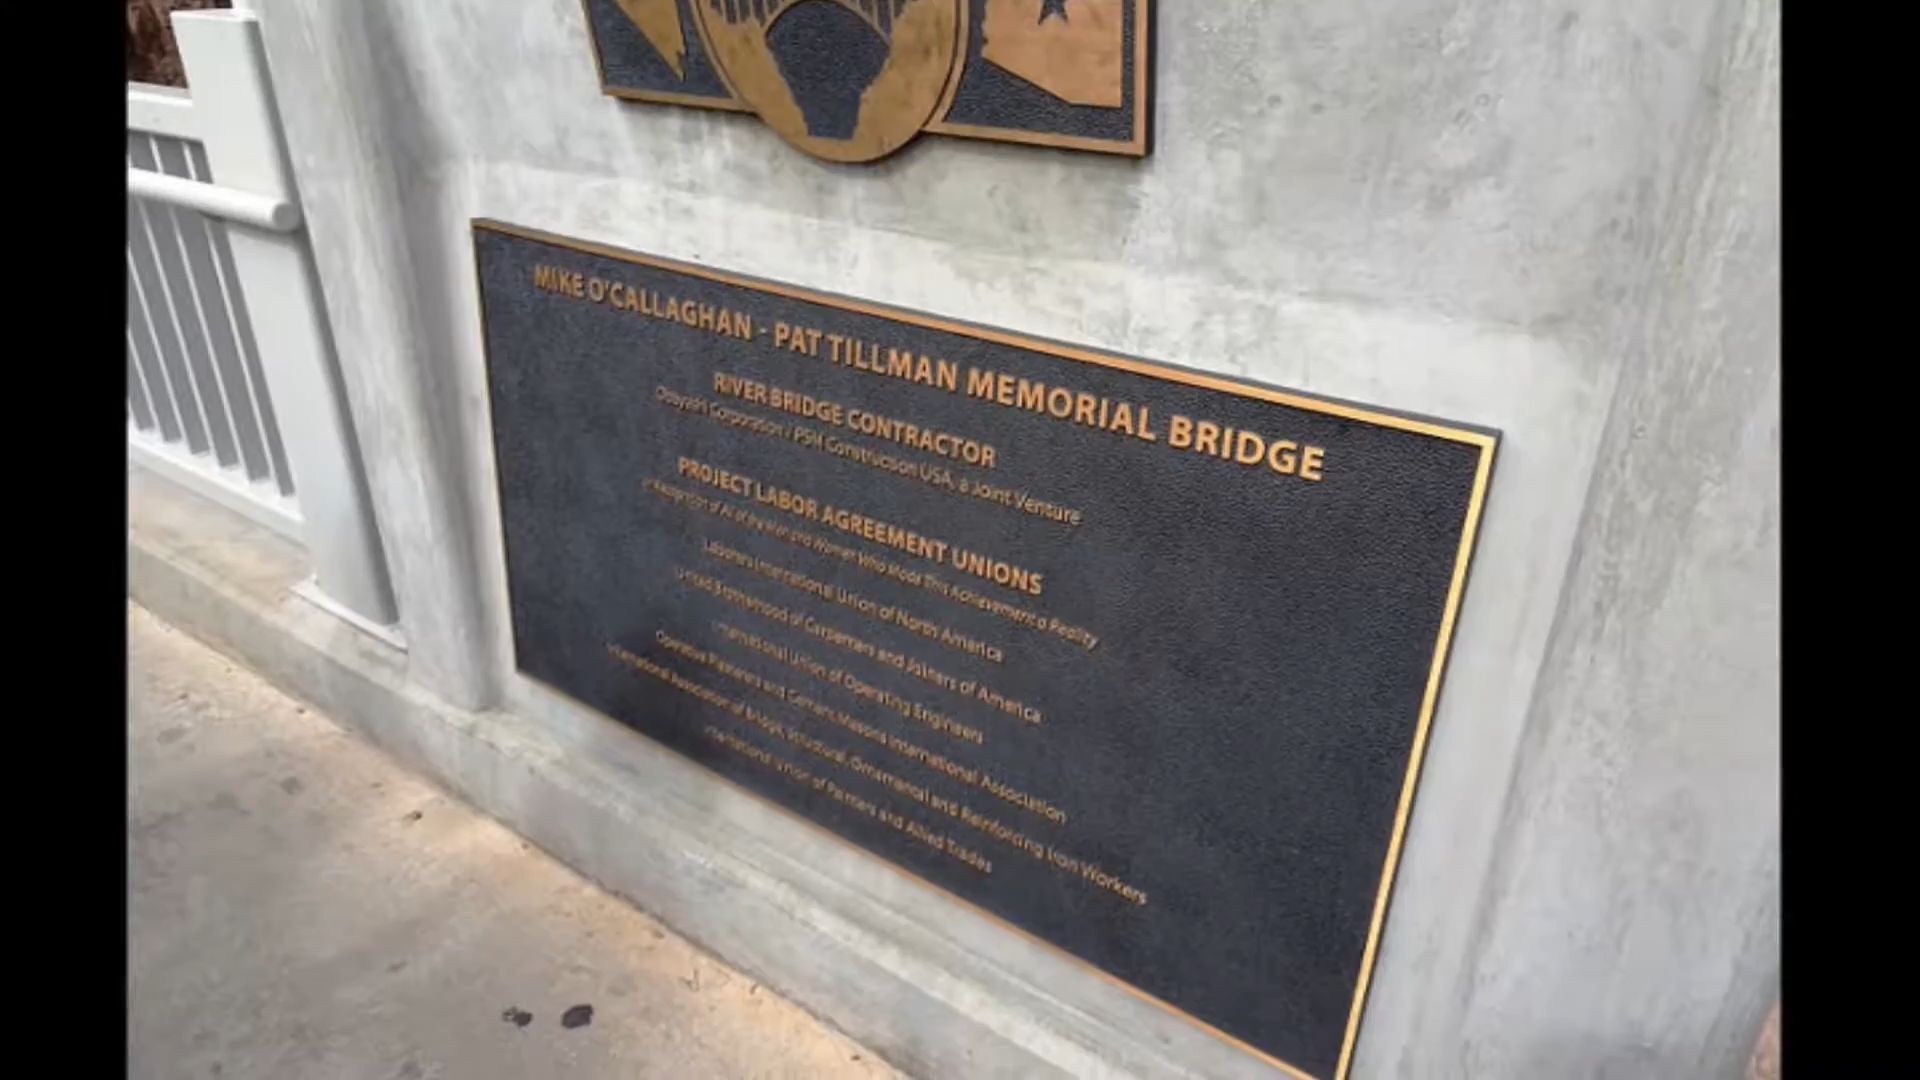 MIKE O'CALLAGHAN - PAT TILLMAN MEMORIAL BRIDGE
RIVER BRIDGE CONTRACTOR
Obayashi Corporation / PSM Construction USA, a Joint Venture
PROJECT LABOR AGREEMENT UNIONS
In Recognition of All of the Men and Women Who Made This Achievement a Reality
Laborers International Union of North America
United Brotherhood of Carpenters and Joiners of America
International Union of Operating Engineers
Operative Plasterers and Cement Masons International Association
International Association of Bridge, Structural, Ornamental and Reinforcing Iron Workers
International Union of Painters and Allied Trades